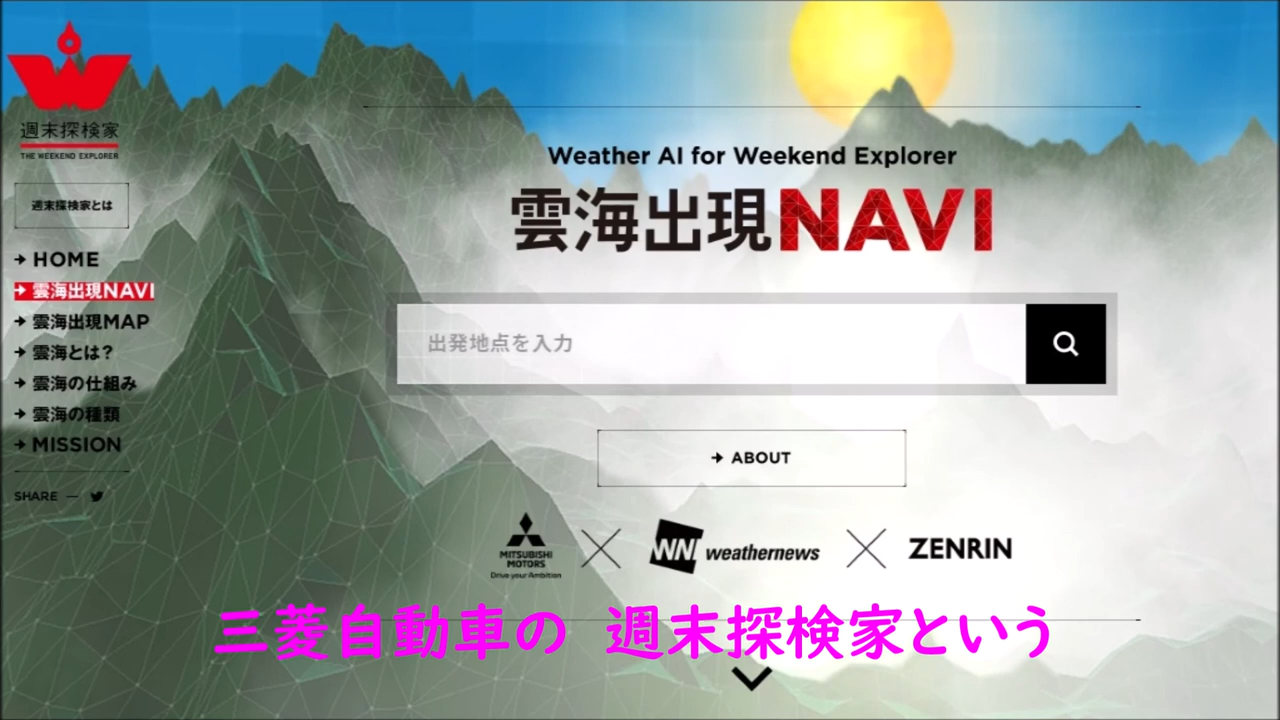 週末探検家
THE WEEKEND EXPLORER
週末探検家とは
HOME
雲海出現NAVI
雲海出現MAP
雲海とは?
雲海の仕組み
雲海の種類
MISSION
SHARE
Weather AI for Weekend Explorer
雲海出現NAVI
出発地点を入力
ABOUT
MITSUBISHI
MOTORS
Drive your Ambition
WNI weathernews
ZENRIN
三菱自動車の 週末探検家という